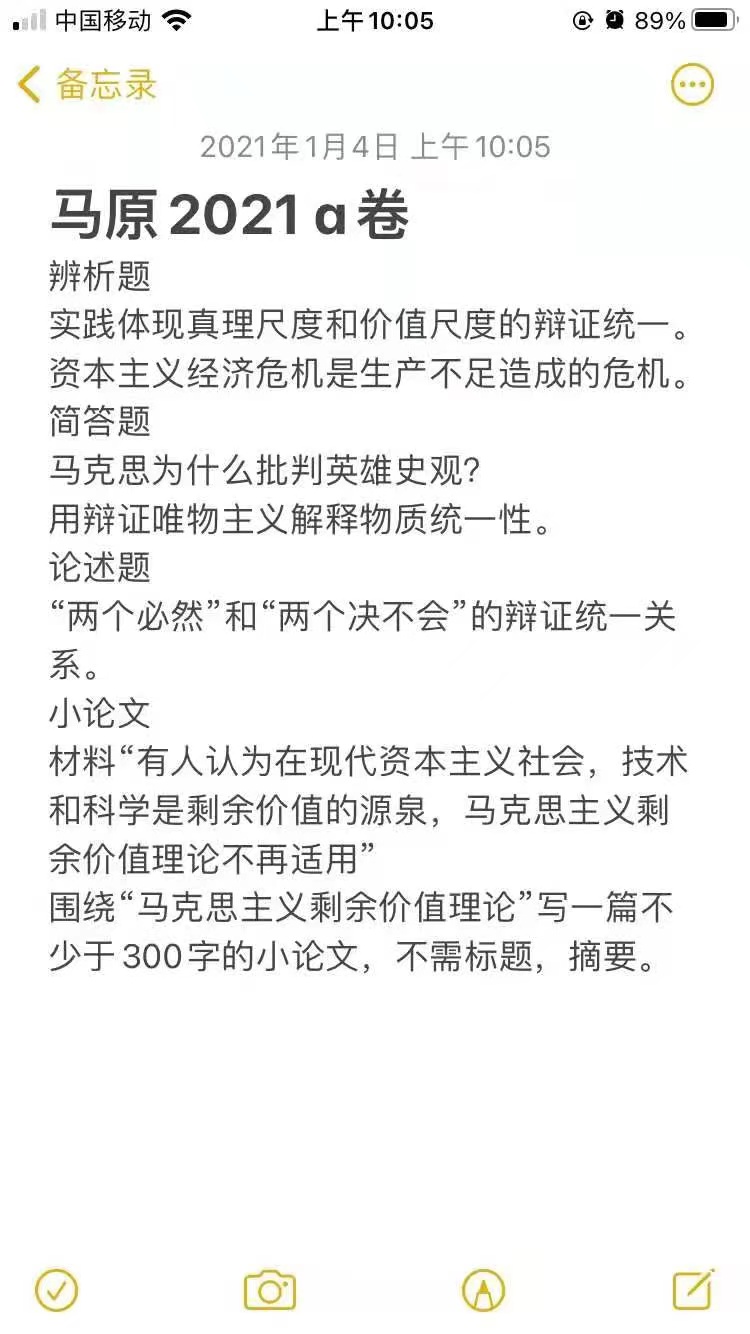 中国移动 上午10:05 89%
备忘录
2021年1月4日 上午10:05
马原2021 a卷
辨析题
实践体现真理尺度和价值尺度的辩证统一。
资本主义经济危机是生产不足造成的危机。
简答题
马克思为什么批判英雄史观？
用辩证唯物主义解释物质统一性。
论述题
“两个必然”和“两个决不会”的辩证统一关
系。
小论文
材料“有人认为在现代资本主义社会，技术
和科学是剩余价值的源泉，马克思主义剩
余价值理论不再适用”
围绕“马克思主义剩余价值理论”写一篇不
少于300字的小论文，不需标题，摘要。